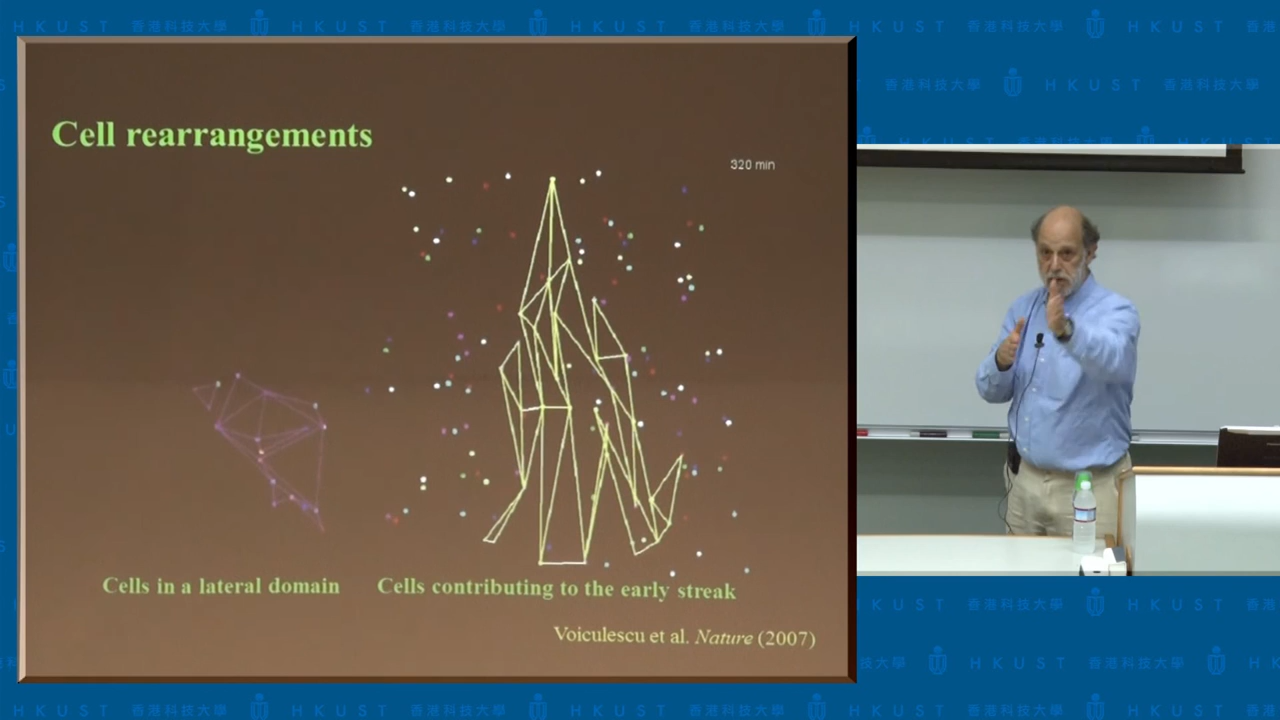 HKUST 香港科技大學
Cell rearrangements
320 min
Cells in a lateral domain
Cells contributing to the early streak
Voiculescu et al. Nature (2007)